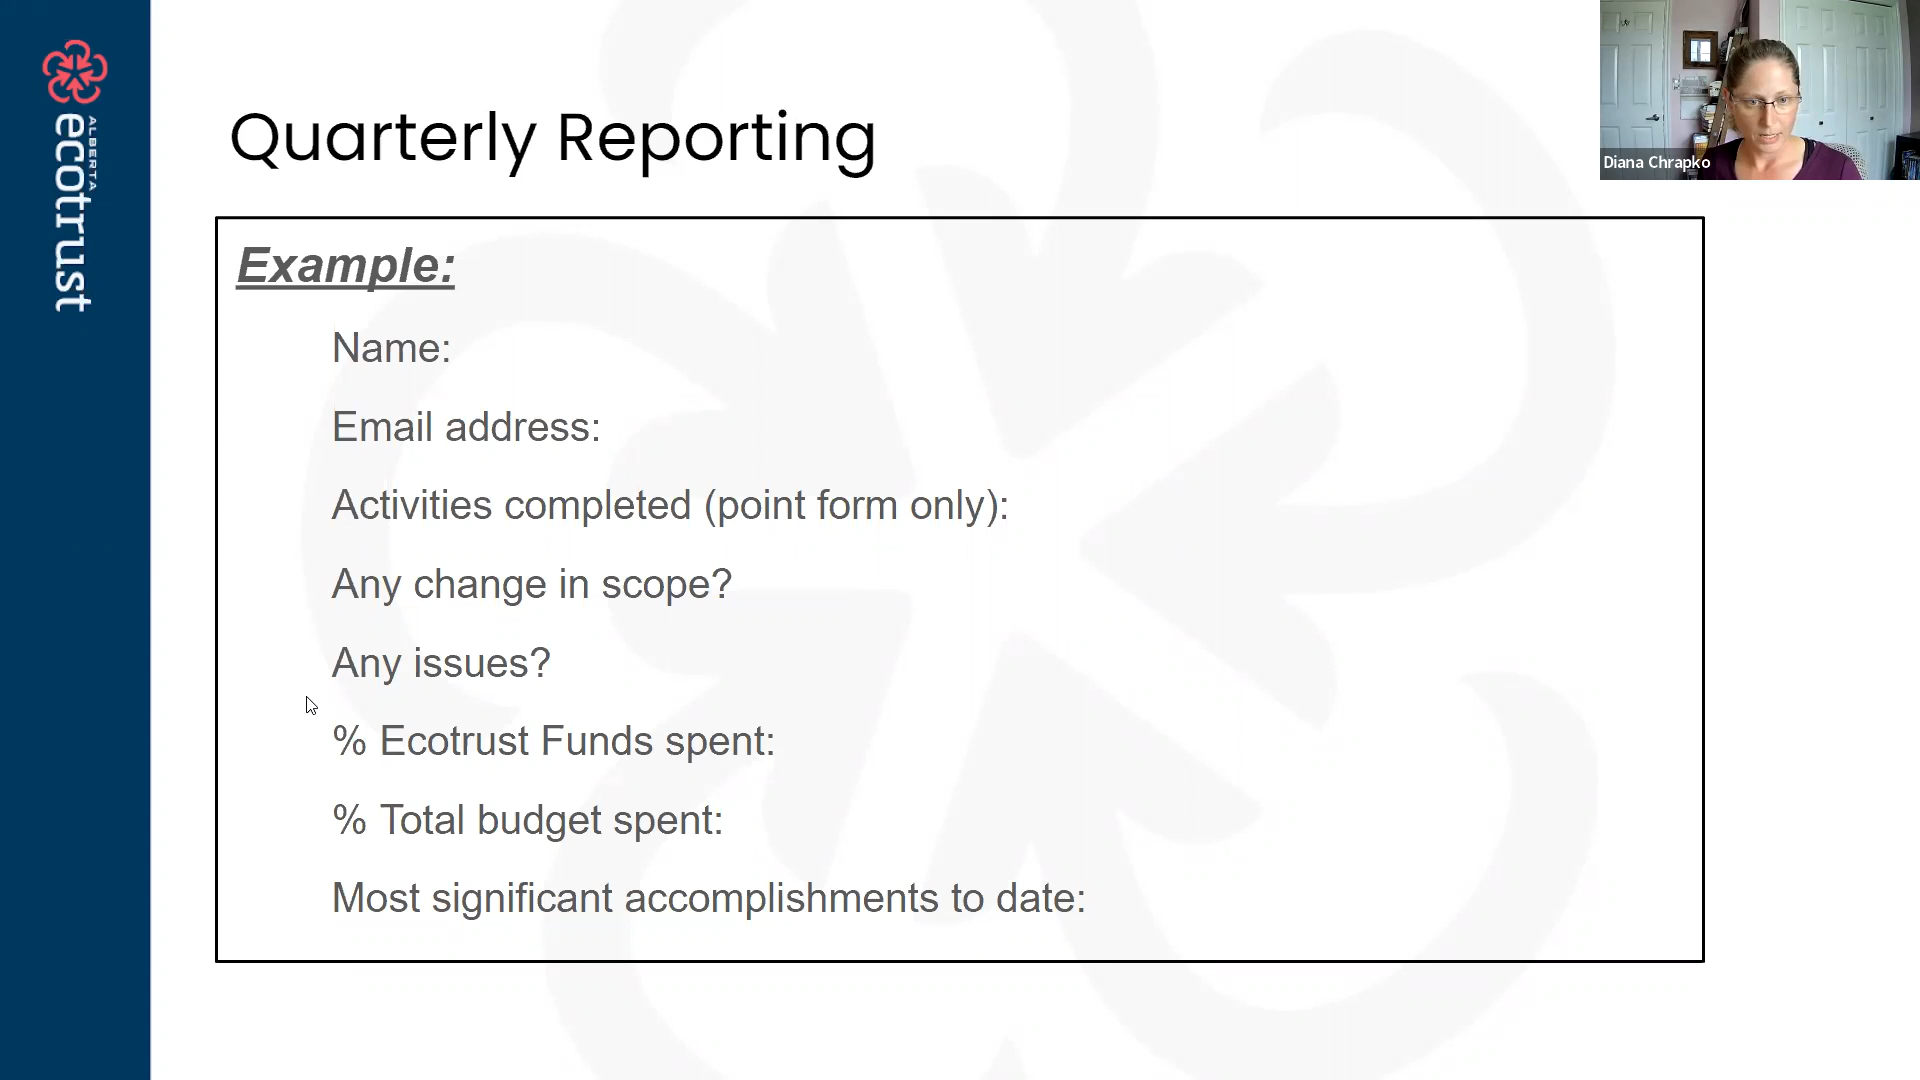 ALBERTA
ecotrust
Quarterly Reporting
Diana Chrapko
Example:
Name:
Email address:
Activities completed (point form only):
Any change in scope?
Any issues?
% Ecotrust Funds spent:
% Total budget spent:
Most significant accomplishments to date: